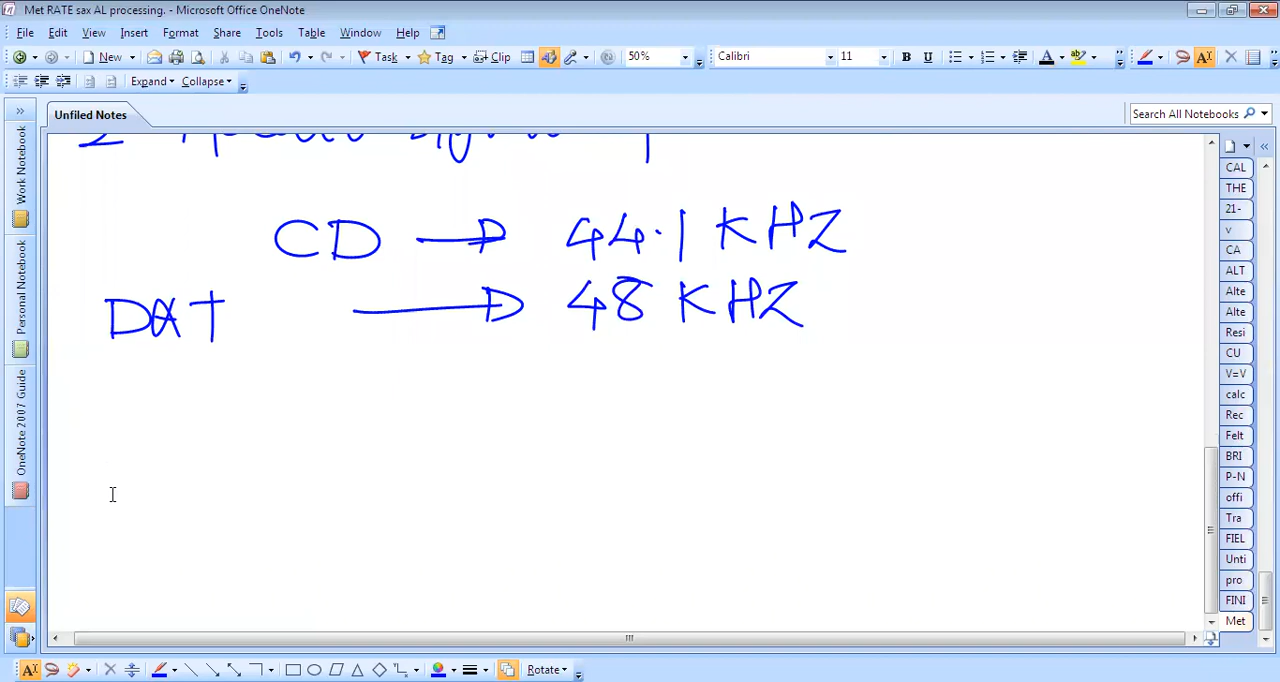 Met RATE sax AL processing. - Microsoft Office OneNote
File Edit View Insert Format Share Tools Table Window Help
New Task Tag Clip 50% Calibri 11 B U A ab A
Expand Collapse
Unfiled Notes
Search All Notebooks
Work Notebook
Personal Notebook
OneNote 2007 Guide
CD → 44.1 KHZ
DAT → 48 KHZ
CAL
THE
21-
v
CA
ALT
Alte
Alte
Resi
CU
V=V
calc
Rec
Felt
BRI
P-N
offi
Tra
FIEL
Unti
pro
FINI
Met
A Rotate